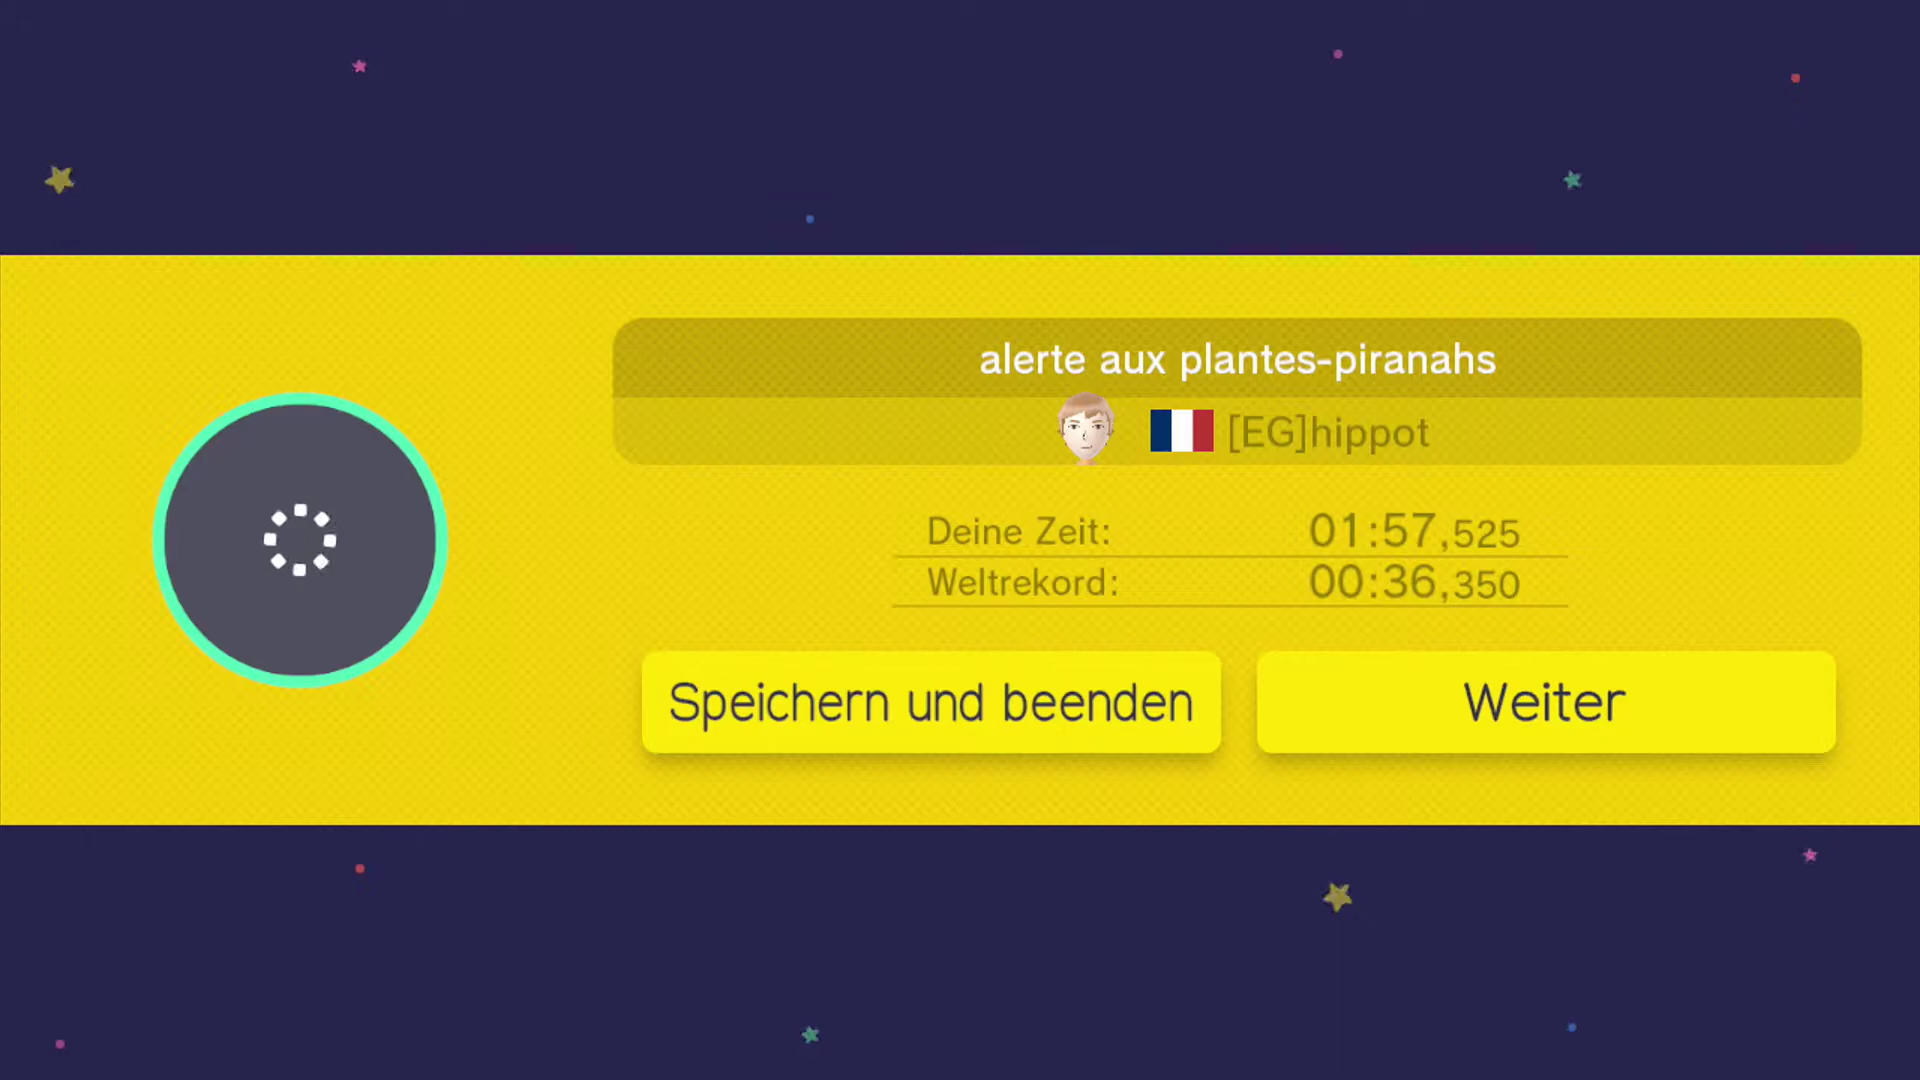 alerte aux plantes-piranahs
[EG]hippot
Deine Zeit: 01:57,525
Weltrekord: 00:36,350
Speichern und beenden
Weiter